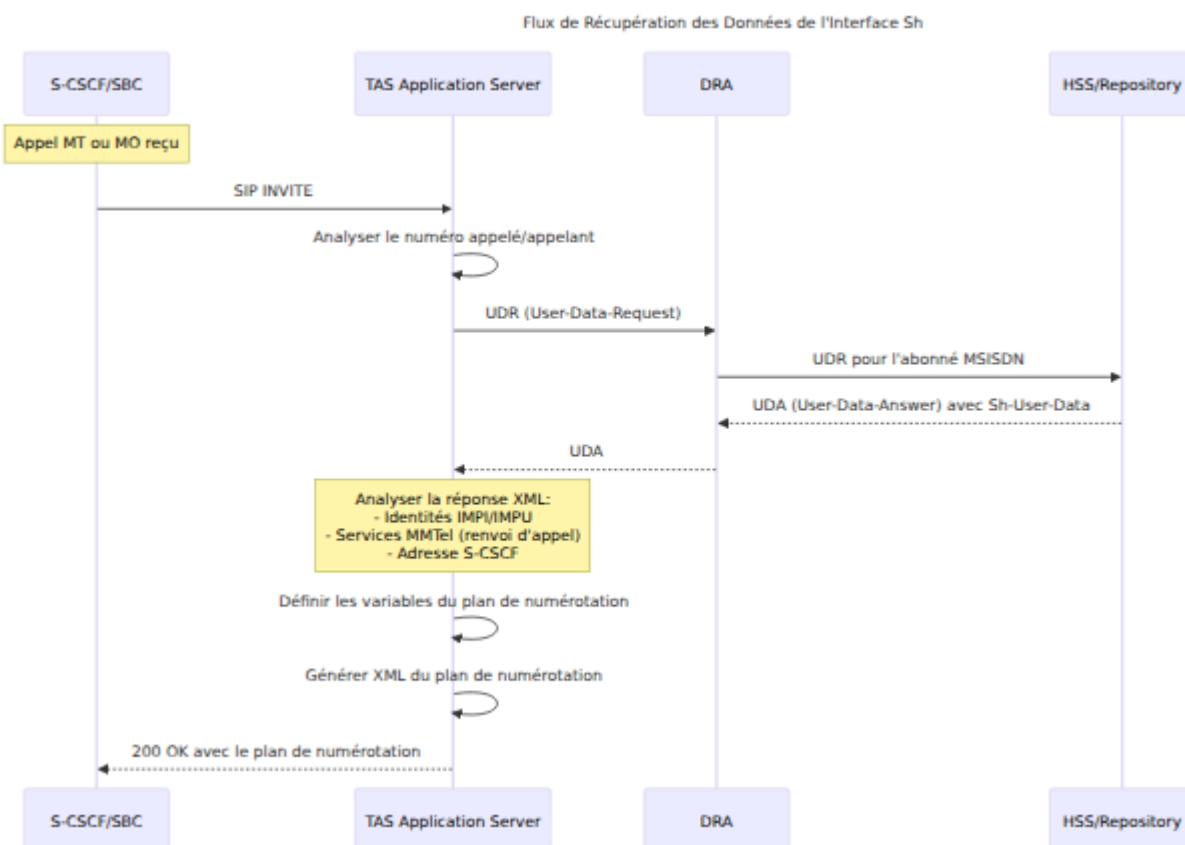 Flux de Récupération des Données de l'Interface Sh
S-CSCF/SBC
TAS Application Server
DRA
HSS/Repository
Appel MT ou MO reçu
SIP INVITE
Analyser le numéro appelé/appelant
UDR (User-Data-Request)
UDR pour l'abonné MSISDN
UDA (User-Data-Answer) avec Sh-User-Data
UDA
Analyser la réponse XML:
- Identités IMPI/IMPU
- Services MMTel (renvoi d'appel)
- Adresse S-CSCF
Définir les variables du plan de numérotation
Générer XML du plan de numérotation
200 OK avec le plan de numérotation
S-CSCF/SBC
TAS Application Server
DRA
HSS/Repository